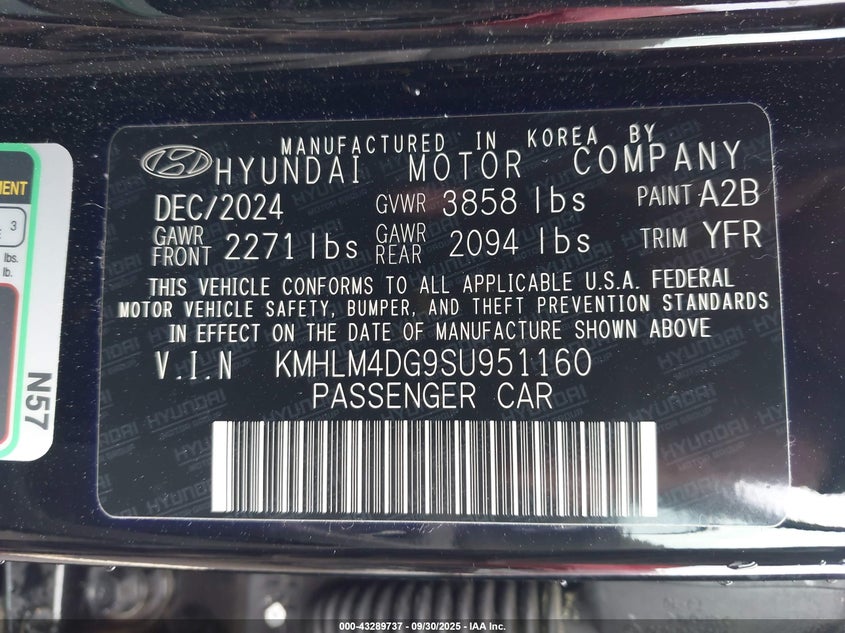 MANUFACTURED IN KOREA BY
HYUNDAI MOTOR COMPANY
DEC/2024 GVWR 3858 lbs PAINT A2B
GAWR FRONT 2271 lbs GAWR REAR 2094 lbs TRIM YFR
THIS VEHICLE CONFORMS TO ALL APPLICABLE U.S.A. FEDERAL
MOTOR VEHICLE SAFETY, BUMPER, AND THEFT PREVENTION STANDARDS
IN EFFECT ON THE DATE OF MANUFACTURE SHOWN ABOVE
V.I.N KMHLM4DG9SU951160
PASSENGER CAR
3
lbs.
lb.
N57
000-43289737 - 09/30/2025 - IAA Inc.